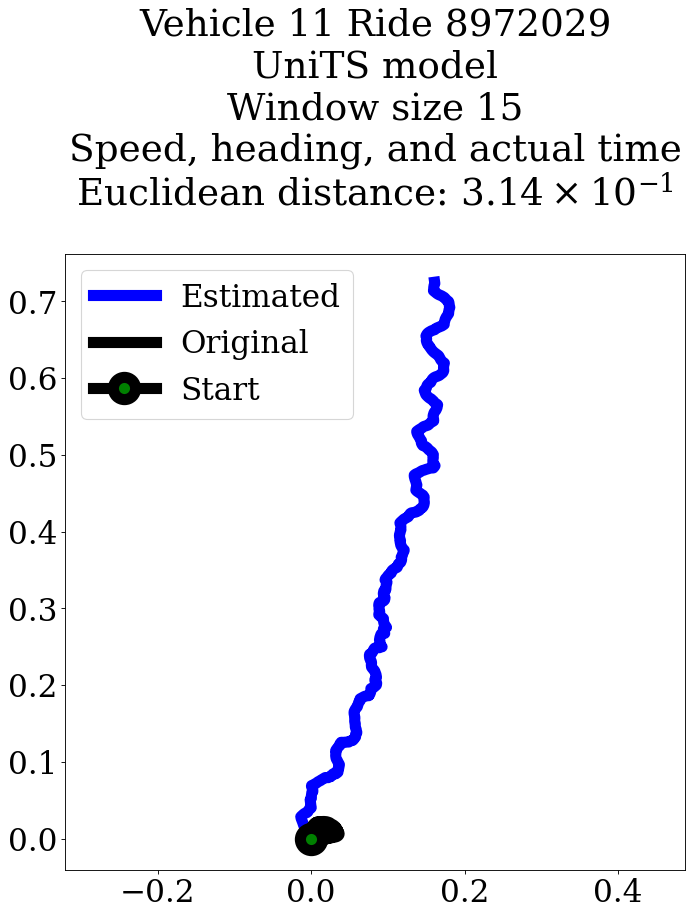 Vehicle 11 Ride 8972029
UniTS model
Window size 15
Speed, heading, and actual time
Euclidean distance: 3.14 × 10⁻¹
Estimated
Original
Start
0.7
0.6
0.5
0.4
0.3
0.2
0.1
0.0
−0.2 0.0 0.2 0.4